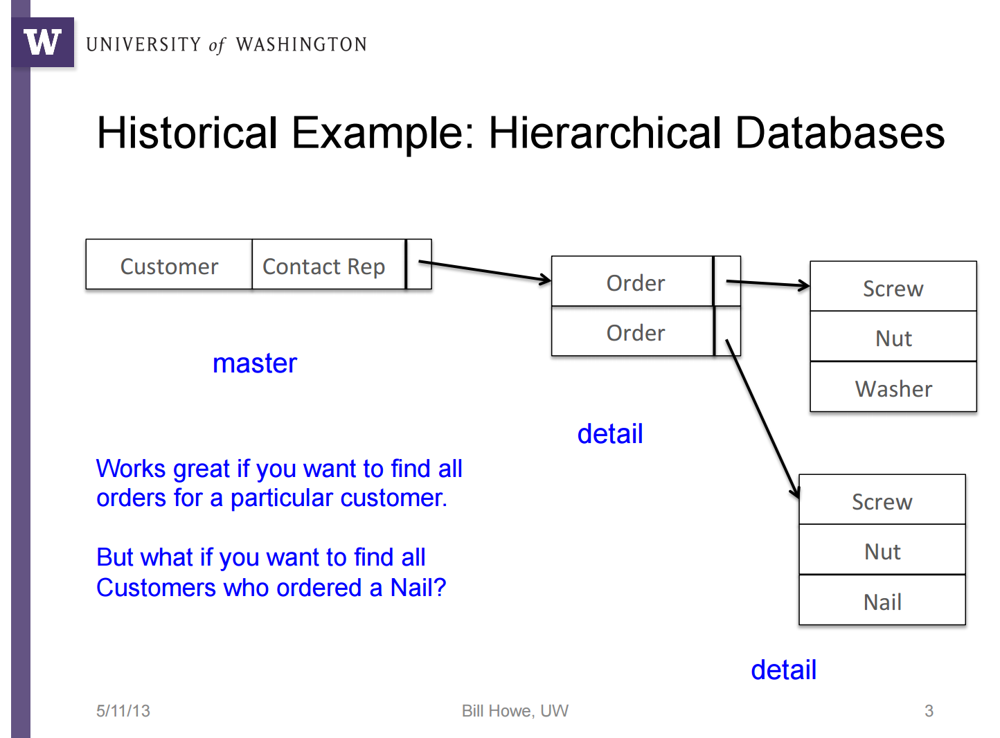 W
UNIVERSITY of WASHINGTON
Historical Example: Hierarchical Databases
Customer
Contact Rep
Order
Order
Screw
Nut
Washer
master
detail
Works great if you want to find all
orders for a particular customer.
But what if you want to find all
Customers who ordered a Nail?
Screw
Nut
Nail
detail
5/11/13
Bill Howe, UW
3